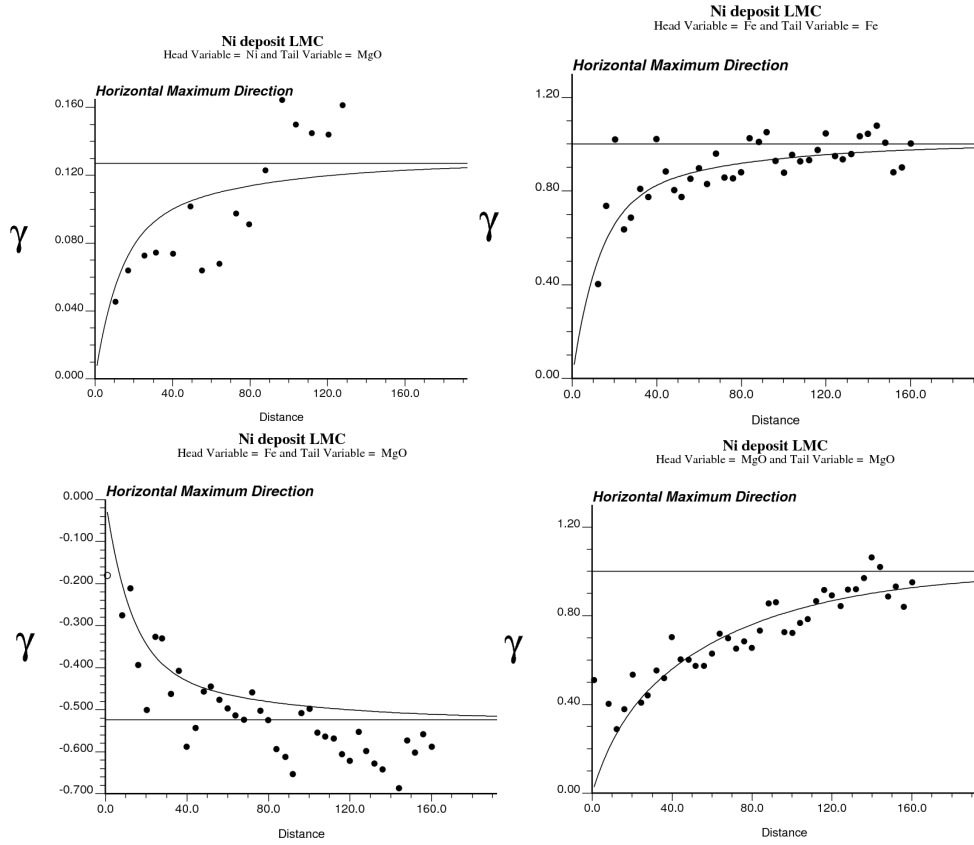 Ni deposit LMC
Head Variable = Ni and Tail Variable = MgO
Horizontal Maximum Direction
γ
0.160
0.120
0.080
0.040
0.000
0.0 40.0 80.0 120.0 160.0
Distance
Ni deposit LMC
Head Variable = Fe and Tail Variable = Fe
Horizontal Maximum Direction
γ
1.20
0.80
0.40
0.00
0.0 40.0 80.0 120.0 160.0
Distance
Ni deposit LMC
Head Variable = Fe and Tail Variable = MgO
Horizontal Maximum Direction
γ
0.000
-0.100
-0.200
-0.300
-0.400
-0.500
-0.600
-0.700
0.0 40.0 80.0 120.0 160.0
Distance
Ni deposit LMC
Head Variable = MgO and Tail Variable = MgO
Horizontal Maximum Direction
γ
1.20
0.80
0.40
0.00
0.0 40.0 80.0 120.0 160.0
Distance